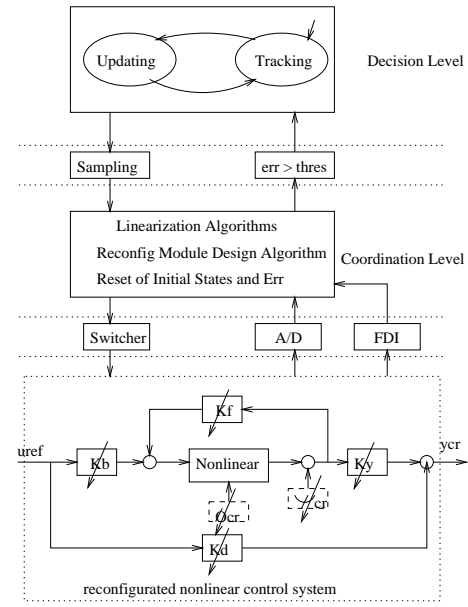 Updating
Tracking
Decision Level
Sampling
err > thres
Linearization Algorithms
Reconfig Module Design Algorithm
Reset of Initial States and Err
Coordination Level
Switcher
A/D
FDI
Kf
uref
ycr
Kb
Nonlinear
Ky
cr
Kd
reconfigurated nonlinear control system